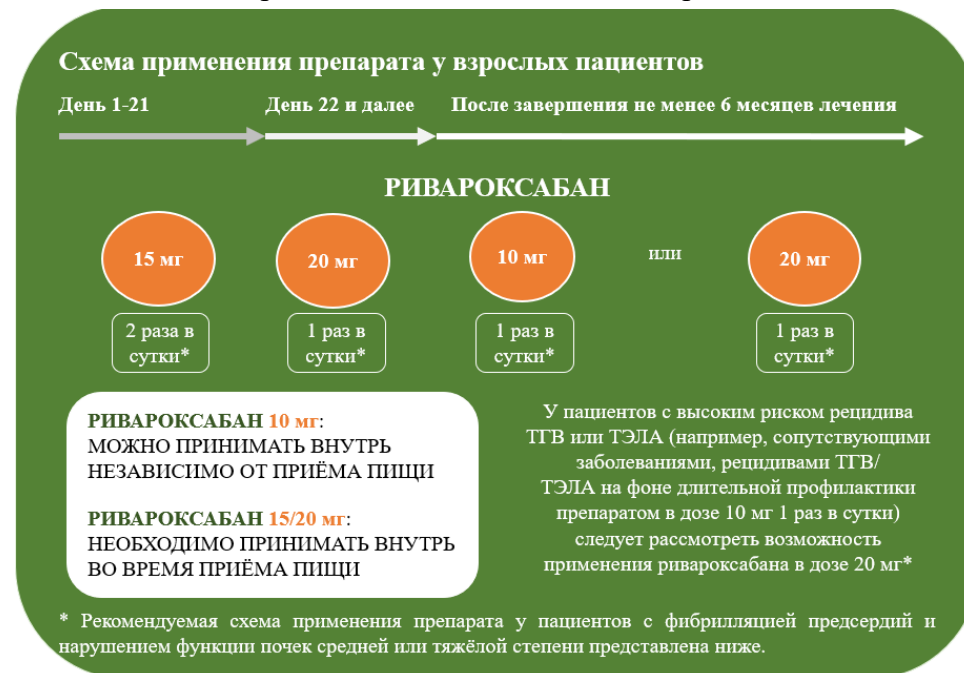 Схема применения препарата у взрослых пациентов
День 1-21
День 22 и далее
После завершения не менее 6 месяцев лечения
РИВАРОКСАБАН
15 мг
20 мг
10 мг
или
20 мг
2 раза в
сутки*
1 раз в
сутки*
1 раз в
сутки*
1 раз в
сутки*
РИВАРОКСАБАН 10 мг:
МОЖНО ПРИНИМАТЬ ВНУТРЬ
НЕЗАВИСИМО ОТ ПРИЁМА ПИЩИ
РИВАРОКСАБАН 15/20 мг:
НЕОБХОДИМО ПРИНИМАТЬ ВНУТРЬ
ВО ВРЕМЯ ПРИЁМА ПИЩИ
У пациентов с высоким риском рецидива
ТГВ или ТЭЛА (например, сопутствующими
заболеваниями, рецидивами ТГВ/
ТЭЛА на фоне длительной профилактики
препаратом в дозе 10 мг 1 раз в сутки)
следует рассмотреть возможность
применения ривароксабана в дозе 20 мг*
* Рекомендуемая схема применения препарата у пациентов с фибрилляцией предсердий и
нарушением функции почек средней или тяжёлой степени представлена ниже.